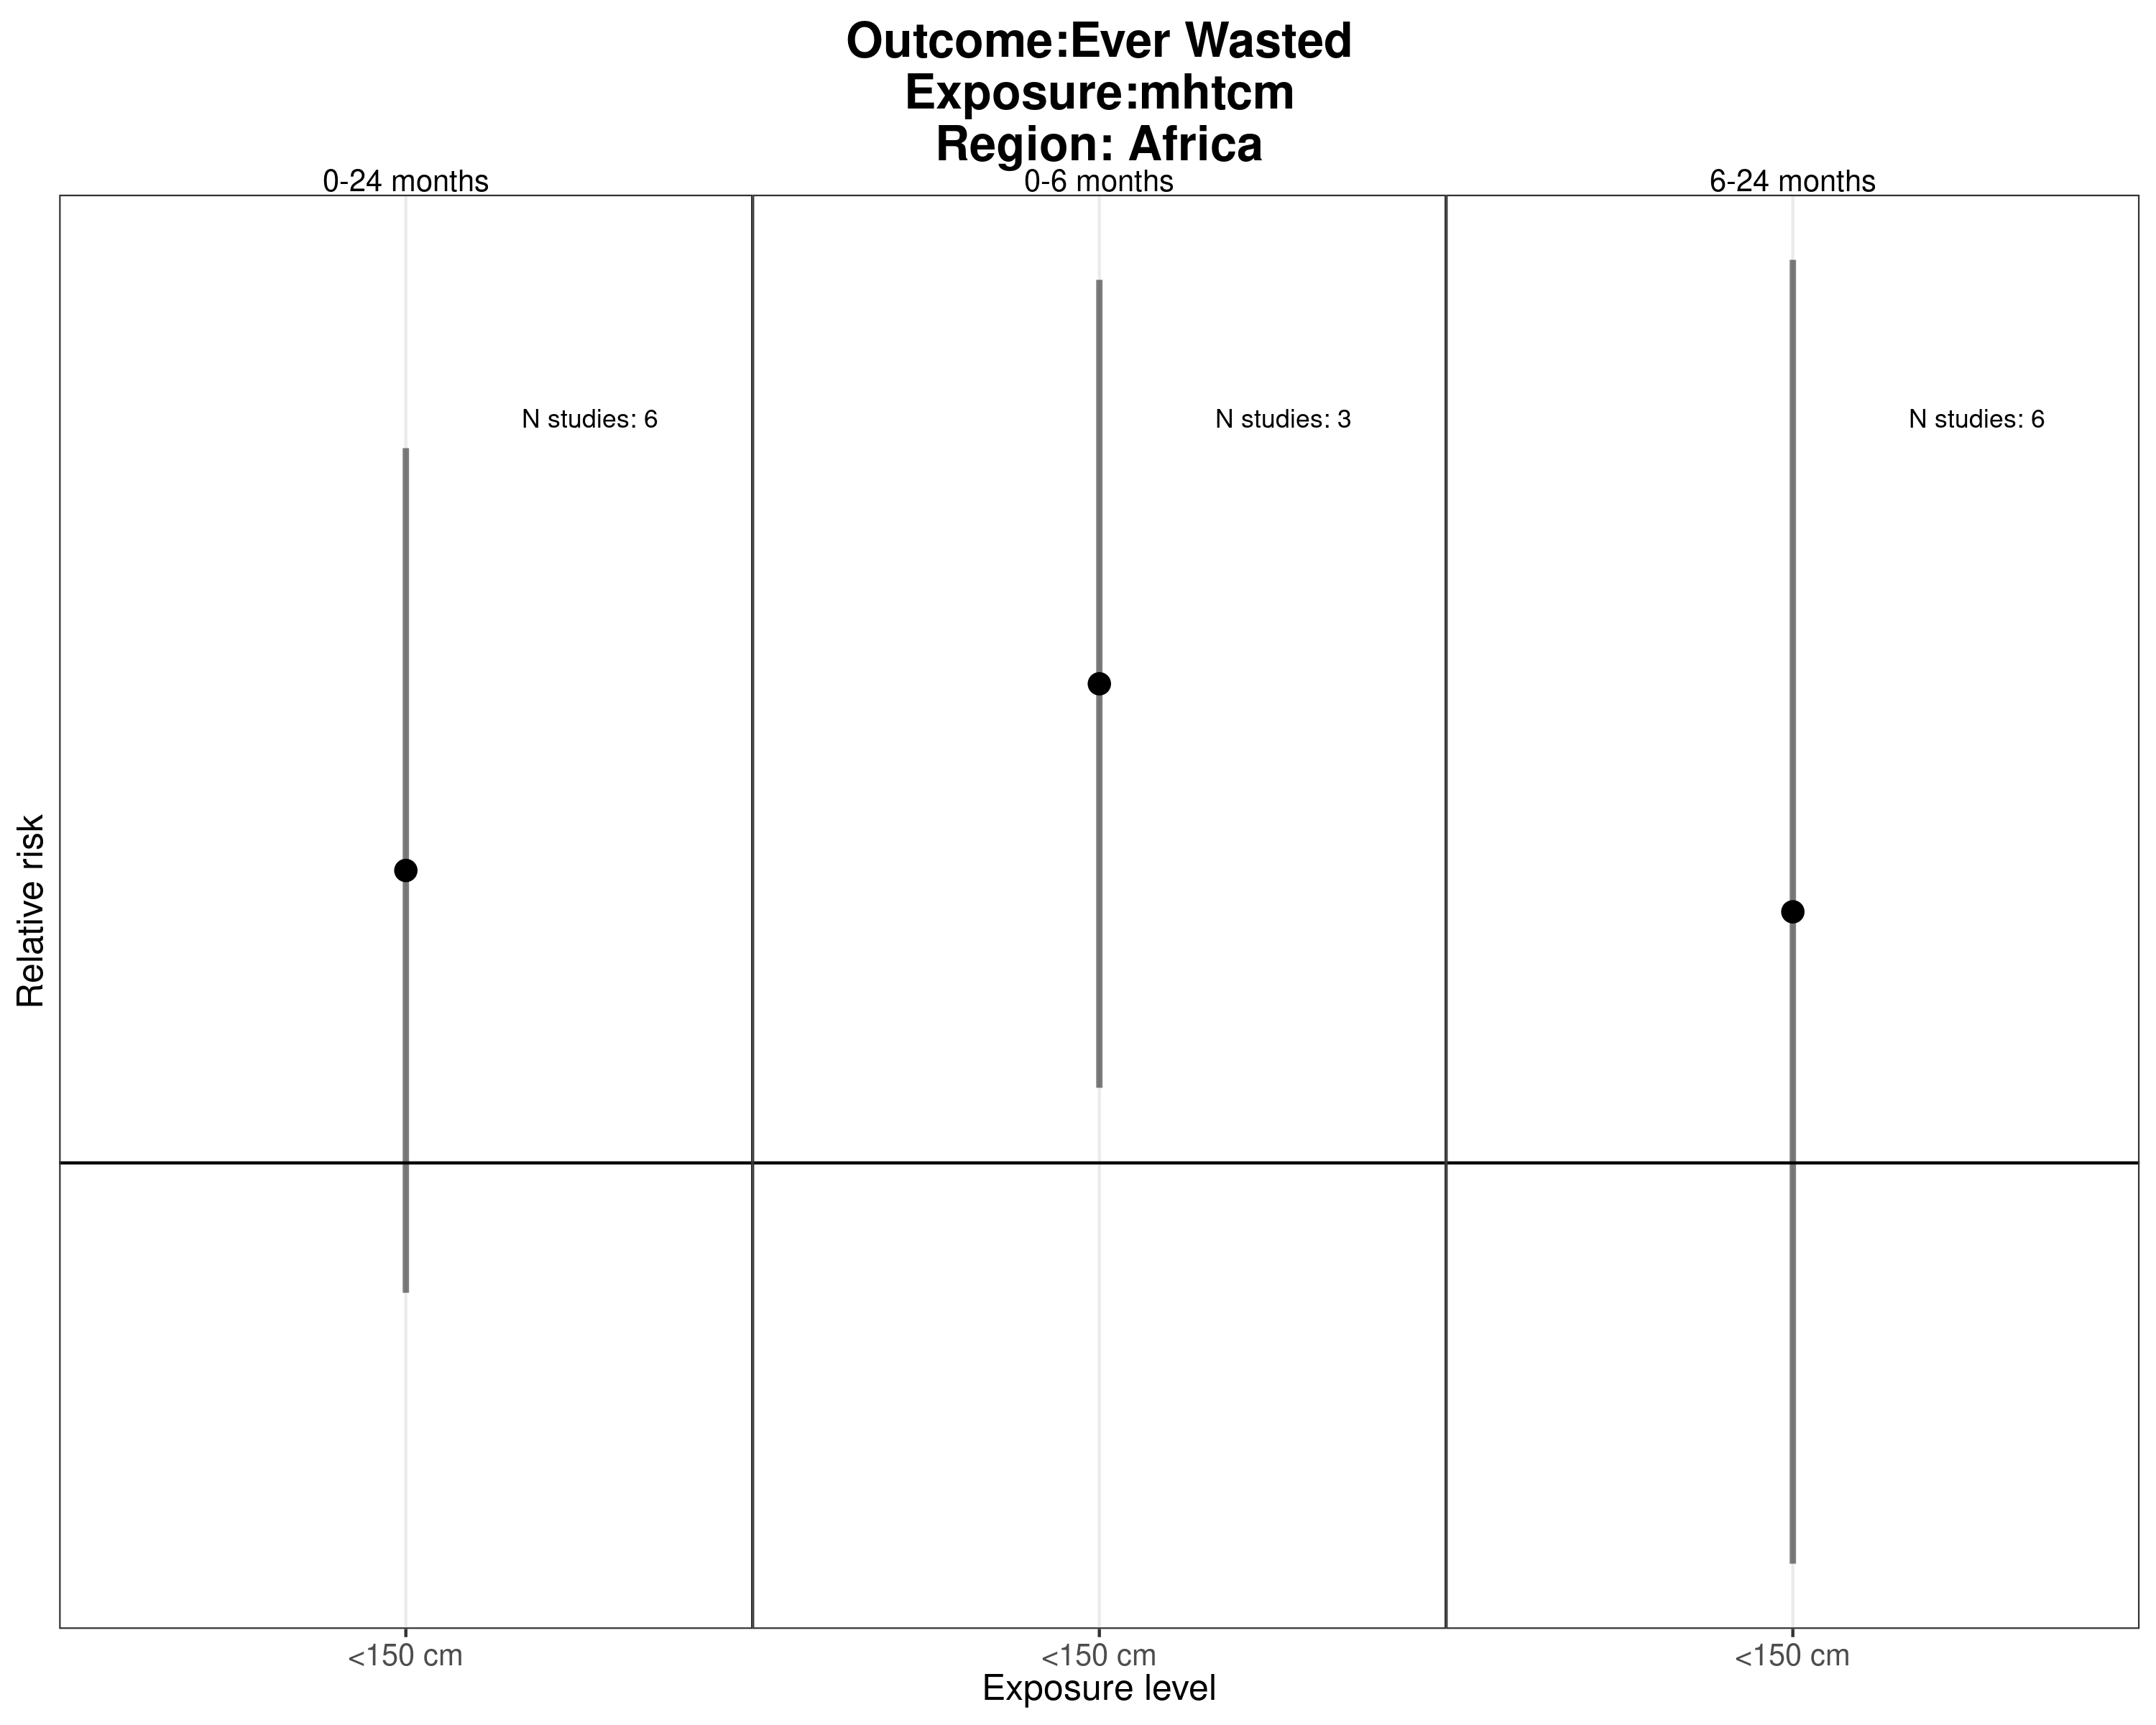 Outcome:Ever Wasted
Exposure:mhtcm
Region: Africa
0-24 months
0-6 months
6-24 months
N studies: 6
N studies: 3
N studies: 6
Relative risk
<150 cm
<150 cm
<150 cm
Exposure level